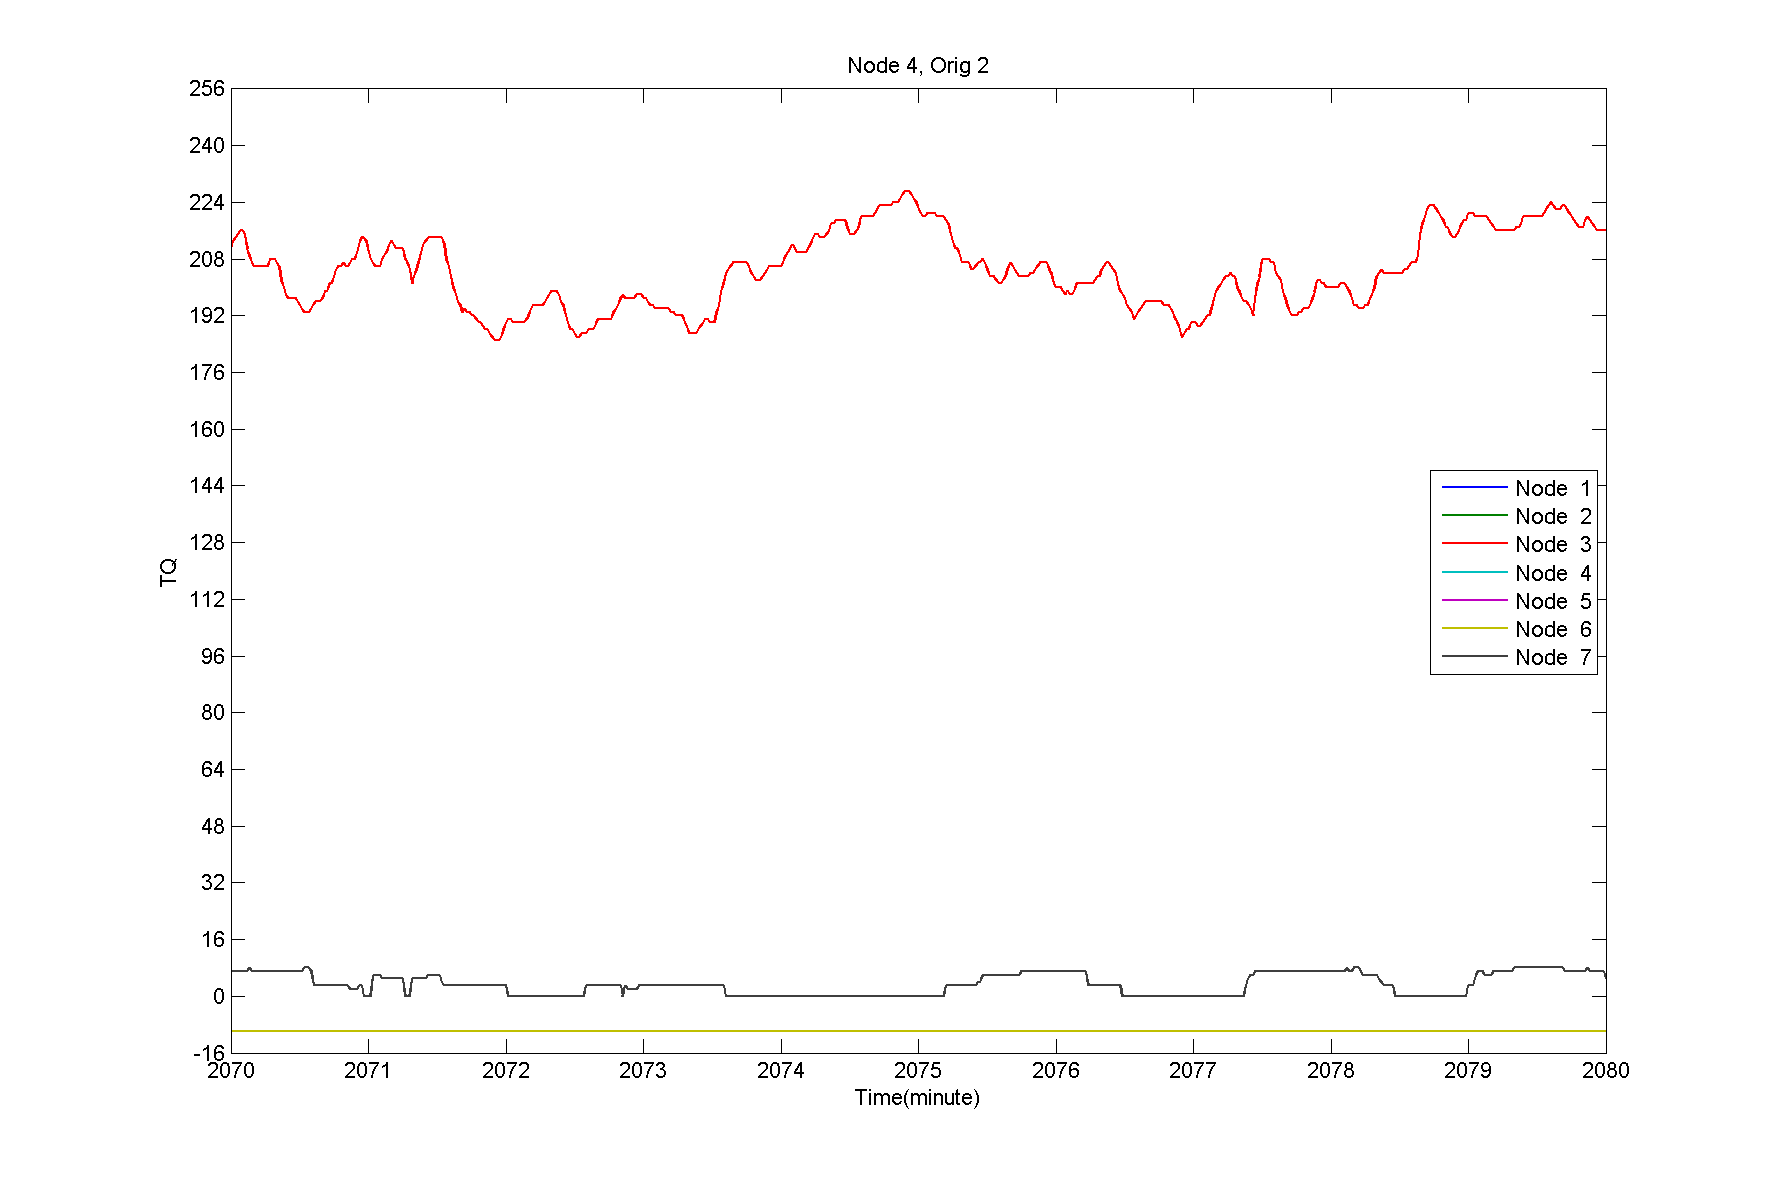 Node 4, Orig 2
256
240
224
208
192
176
160
144
128
112
96
80
64
48
32
16
0
-16
TQ
Node 1
Node 2
Node 3
Node 4
Node 5
Node 6
Node 7
2070 2071 2072 2073 2074 2075 2076 2077 2078 2079 2080
Time(minute)